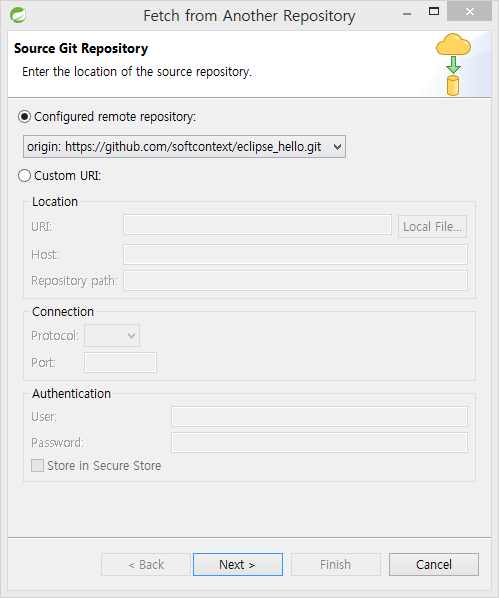 Fetch from Another Repository
Source Git Repository
Enter the location of the source repository.
Configured remote repository:
origin: https://github.com/softcontext/eclipse_hello.git
Custom URI:
Location
URI:
Local File...
Host:
Repository path:
Connection
Protocol:
Port:
Authentication
User:
Password:
Store in Secure Store
< Back
Next >
Finish
Cancel